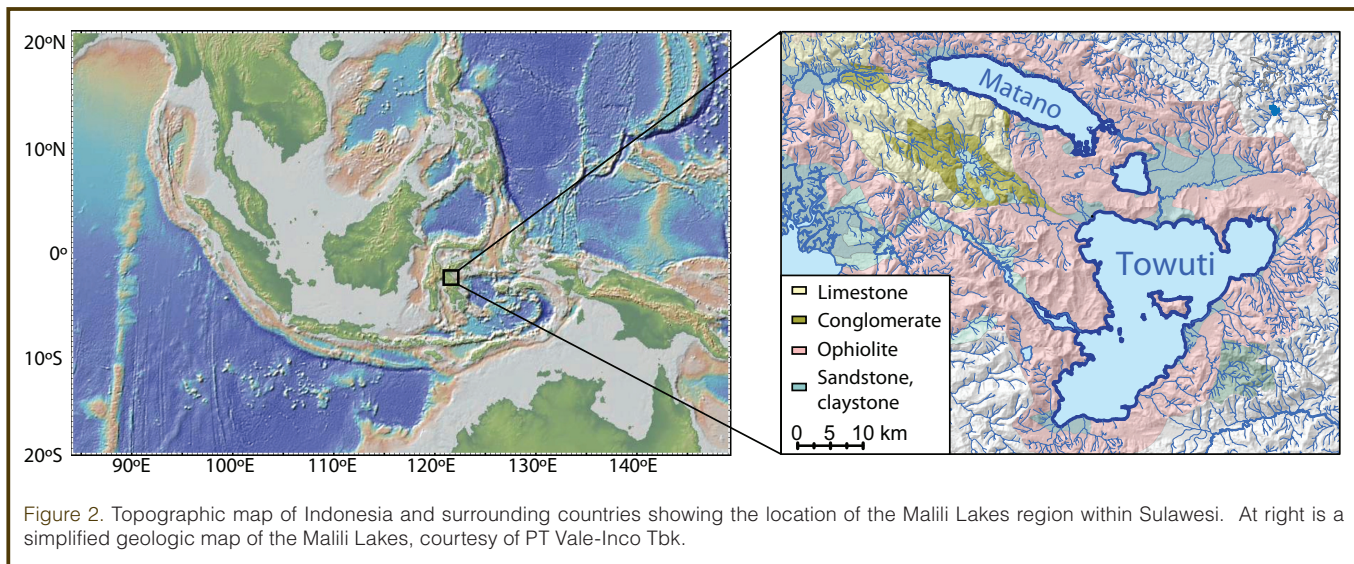 20ºN
10ºN
0º
10ºS
20ºS
90ºE 100ºE 110ºE 120ºE 130ºE 140ºE
Matano
Towuti
Limestone
Conglomerate
Ophiolite
Sandstone,
claystone
0 5 10 km
Figure 2. Topographic map of Indonesia and surrounding countries showing the location of the Malili Lakes region within Sulawesi. At right is a
simplified geologic map of the Malili Lakes, courtesy of PT Vale-Inco Tbk.